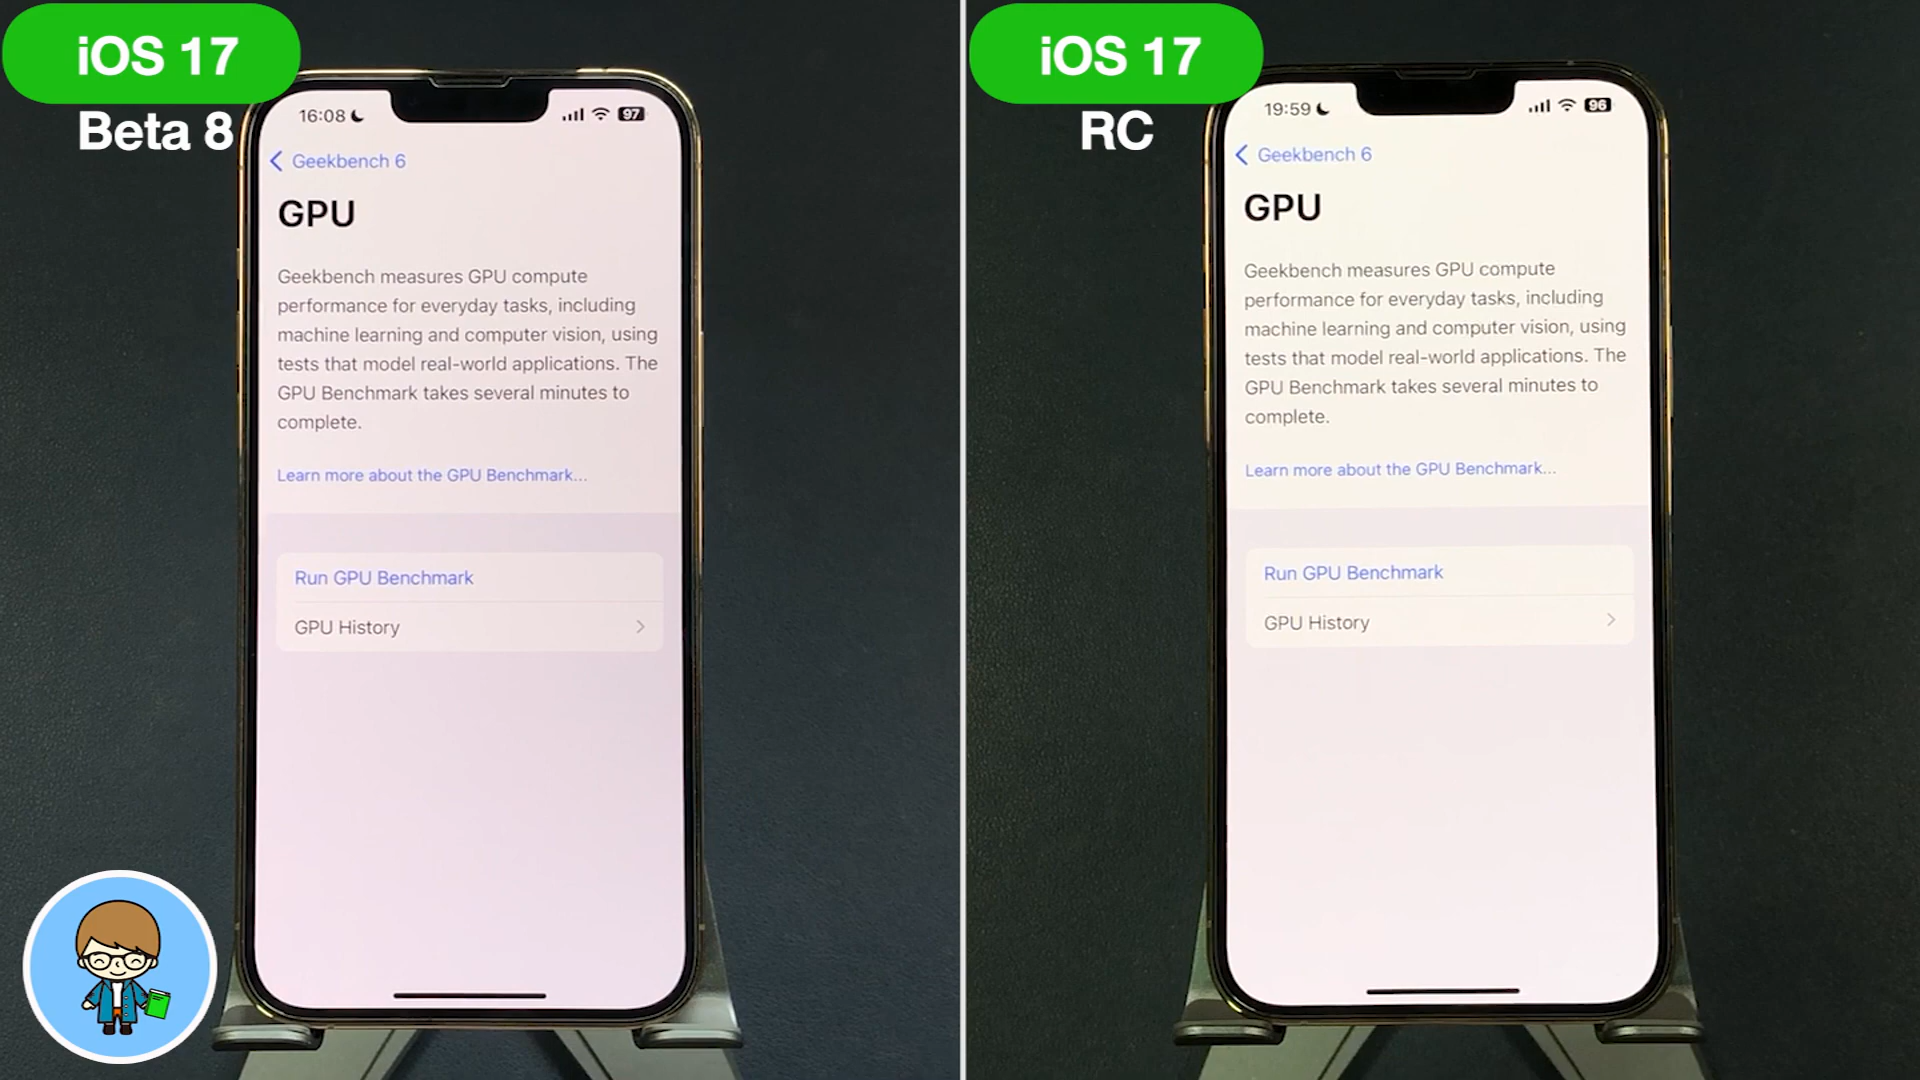 iOS 17
Beta 8
16:08
97
Geekbench 6
GPU
Geekbench measures GPU compute
performance for everyday tasks, including
machine learning and computer vision, using
tests that model real-world applications. The
GPU Benchmark takes several minutes to
complete.
Learn more about the GPU Benchmark...
Run GPU Benchmark
GPU History
iOS 17
RC
19:59
96
Geekbench 6
GPU
Geekbench measures GPU compute
performance for everyday tasks, including
machine learning and computer vision, using
tests that model real-world applications. The
GPU Benchmark takes several minutes to
complete.
Learn more about the GPU Benchmark...
Run GPU Benchmark
GPU History